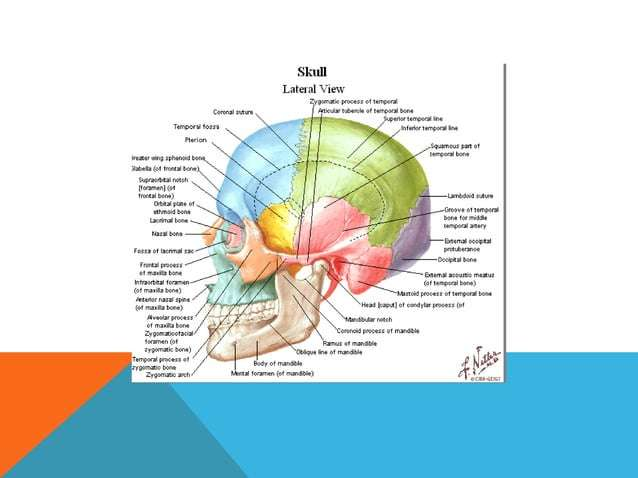 Skull
Lateral View
Zygomatic process of temporal
Articular tubercle of temporal bone
Superior temporal line
Inferior temporal line
Squamous part of
temporal bone
Lambdoid suture
Groove of temporal
bone for middle
temporal artery
External occipital
protuberance
Occipital bone
External acoustic meatus
(of temporal bone)
Mastoid process of temporal bone
Head [caput] of condylar process (of
Mandibular notch
Coronoid process of mandible
Ramus of mandible
Oblique line of mandible
Body of mandible
Mental foramen (of mandible)
Coronal suture
Temporal fossa
Pterion
reater wing sphenoid bone
labella (of frontal bone)
Supraorbital notch
[foramen] (of
frontal bone)
Orbital plate of
ethmoid bone
Lacrimal bone
Nasal bone
Fossa of lacrimal sac
Frontal process
of maxilla bone
Infraorbital foramen
(of maxilla bone)
Anterior nasal spine
(of maxilla bone)
Alveolar process
of maxilla bone
Zygomaticofacial
foramen (of
zygomatic bone)
Temporal process of
zygomatic bone
Zygomatic arch
F. Netter
M.D.
© CIBA-GEIGY